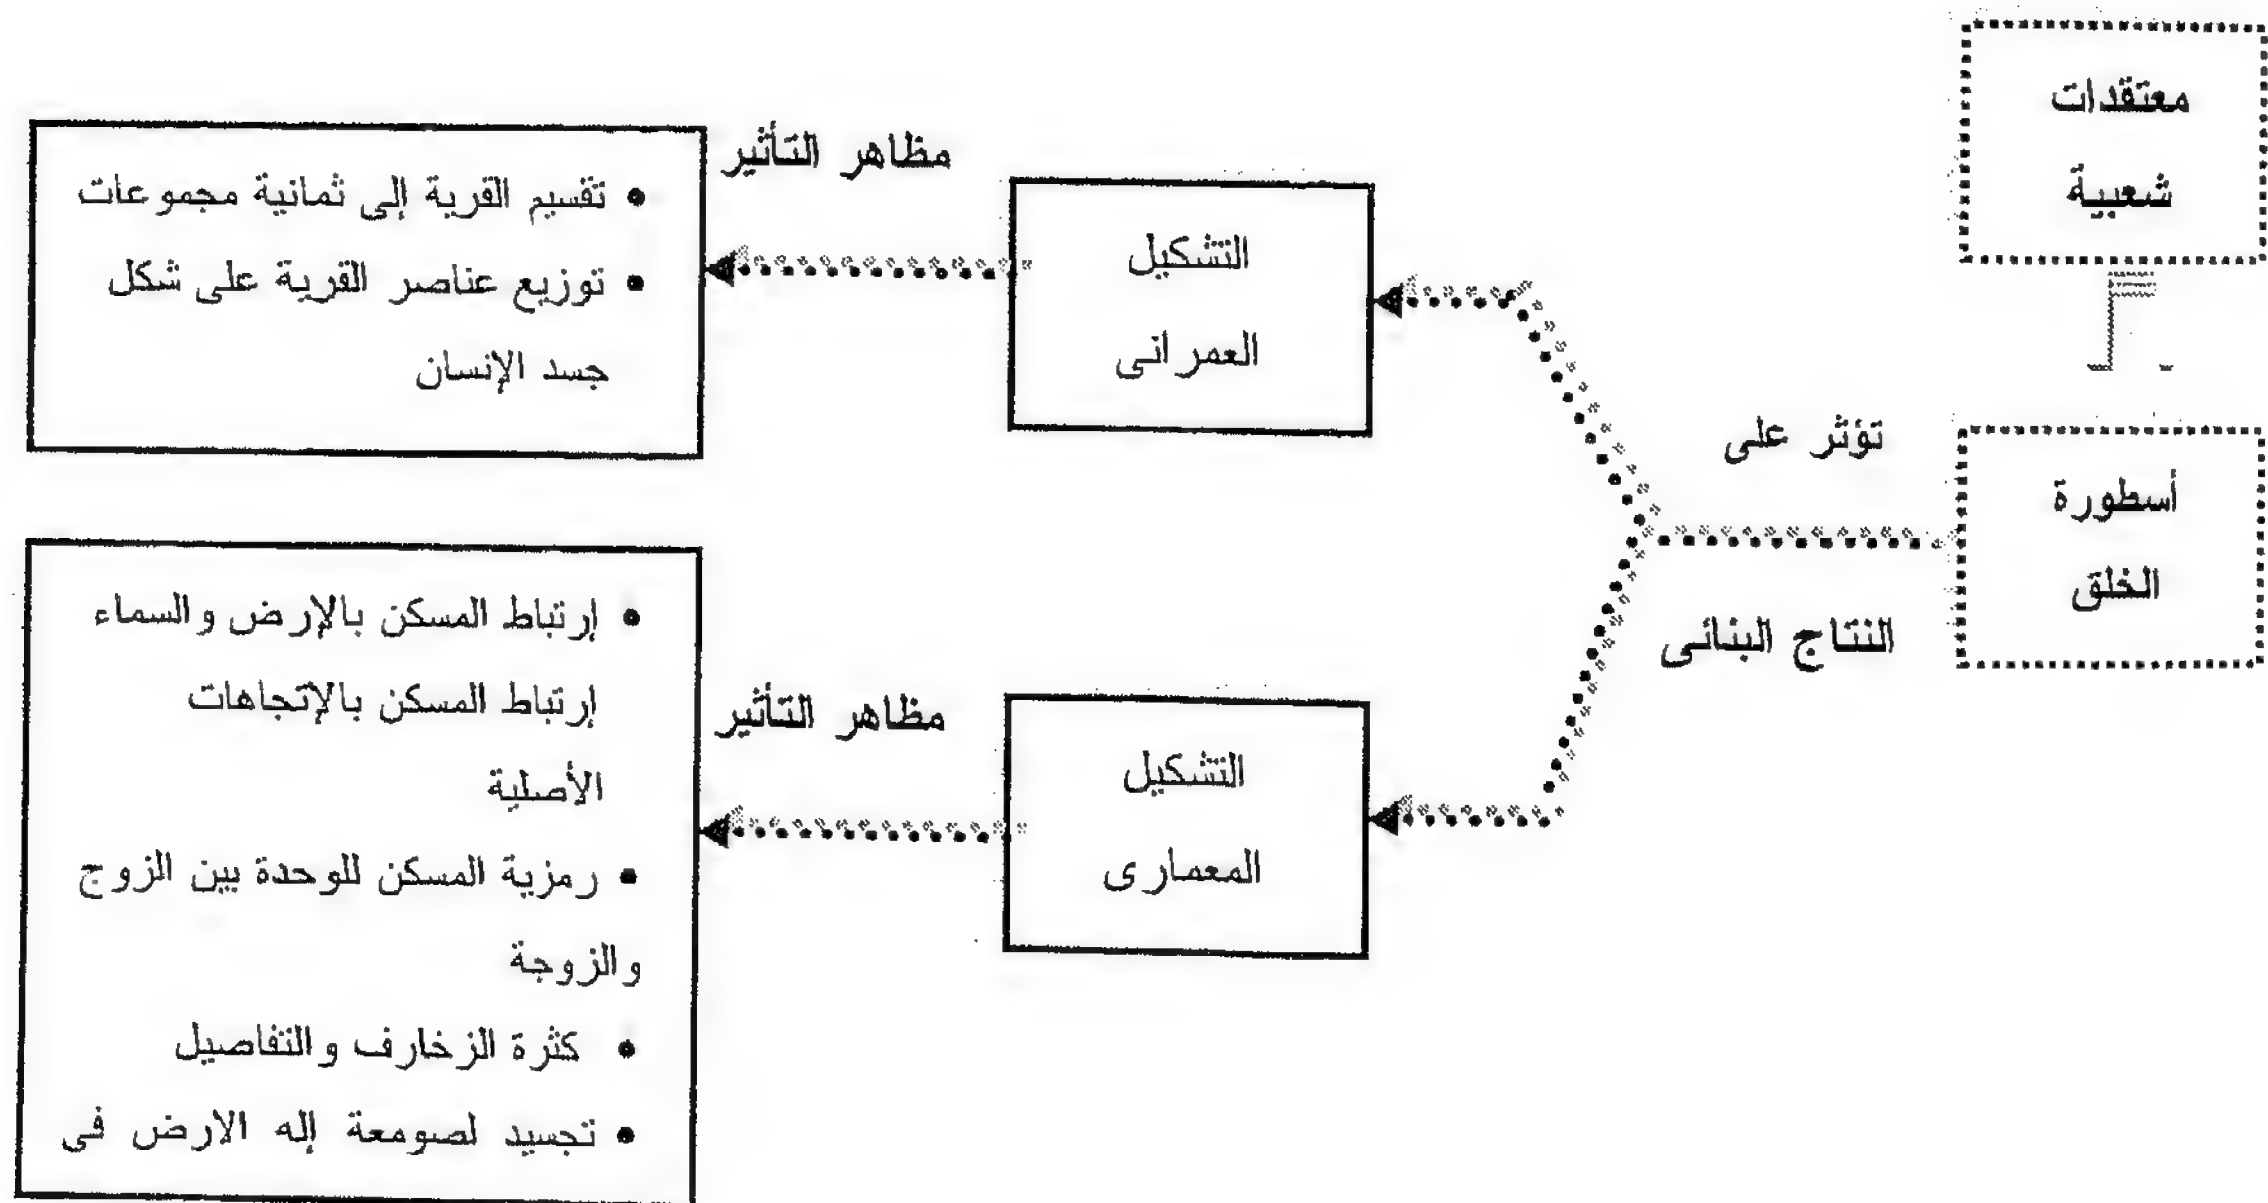 معتقدات
شعبية
أسطورة
الخلق
تؤثر على
النتاج البنائى
التشكيل
العمرانى
مظاهر التأثير
• تقسيم القرية إلى ثمانية مجموعات
• توزيع عناصر القرية على شكل
جسد الإنسان
التشكيل
المعمارى
مظاهر التأثير
• إرتباط المسكن بالإرض والسماء
إرتباط المسكن بالإتجاهات
الأصلية
• رمزية المسكن للوحدة بين الزوج
والزوجة
• كثرة الزخارف والتفاصيل
• تجسيد لصومعة إله الارض فى